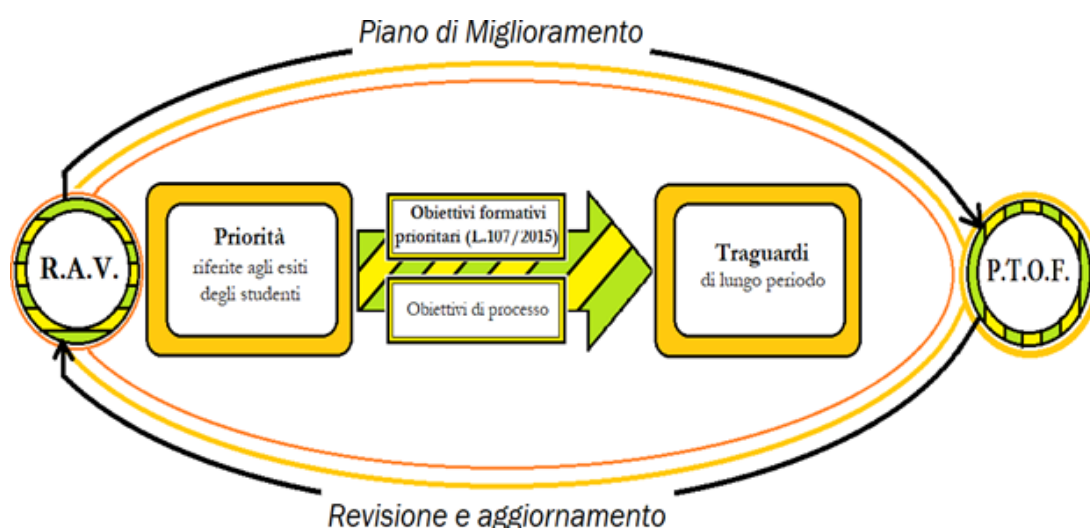 Piano di Miglioramento
R.A.V.
Priorità
riferite agli esiti
degli studenti
Obiettivi formativi
prioritari (L.107/2015)
Obiettivi di processo
Traguardi
di lungo periodo
P.T.O.F.
Revisione e aggiornamento